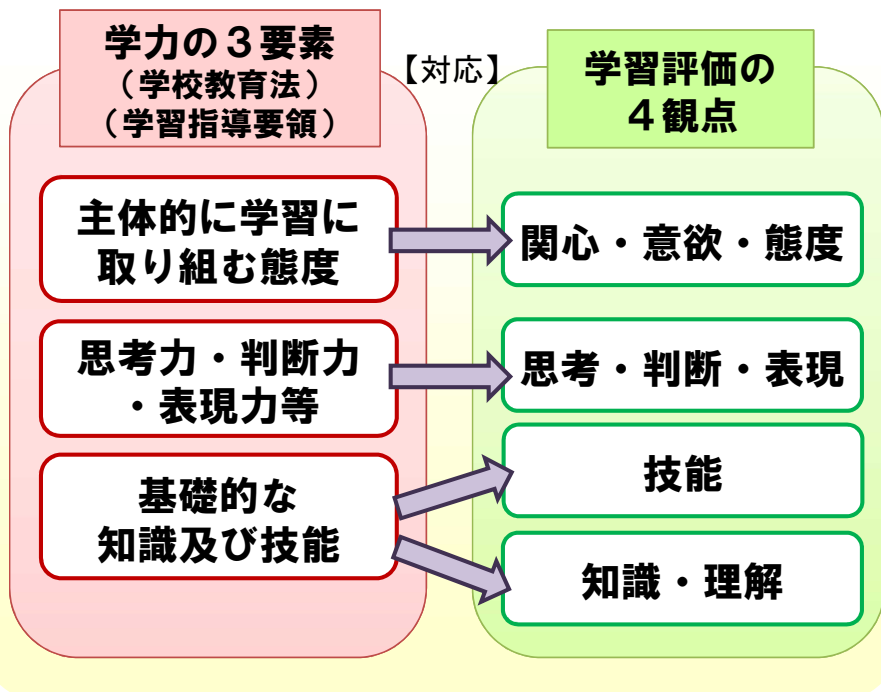 学力の３要素
（学校教育法）
（学習指導要領）
【対応】
学習評価の
４観点
主体的に学習に
取り組む態度
関心・意欲・態度
思考力・判断力
・表現力等
思考・判断・表現
基礎的な
知識及び技能
技能
知識・理解